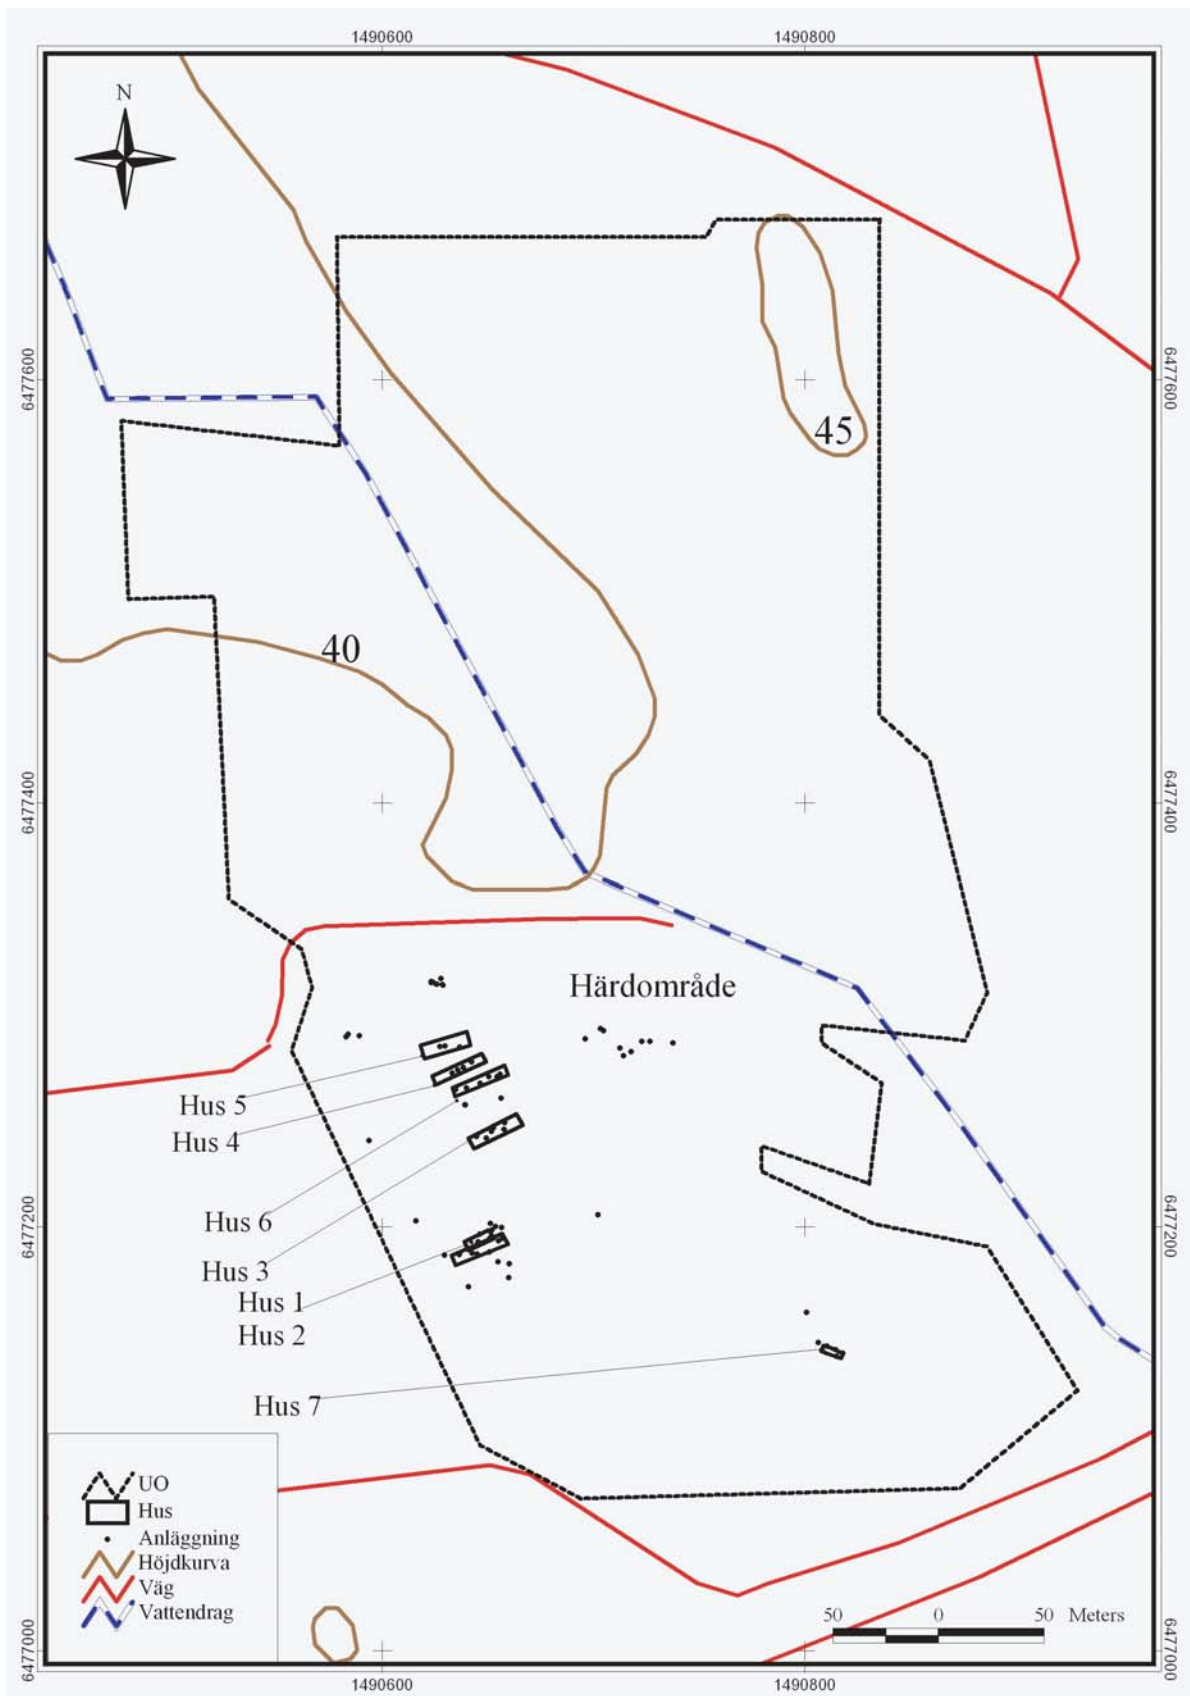 1490600 1490800
N
6477600 6477600
45
40
6477400 6477400
Härdområde
Hus 5
Hus 4
Hus 6
6477200 6477200
Hus 3
Hus 1
Hus 2
Hus 7
UO
Hus
Anläggning
Höjdkurva
Väg
Vattendrag
50 0 50 Meters
6477000 6477000
1490600 1490800